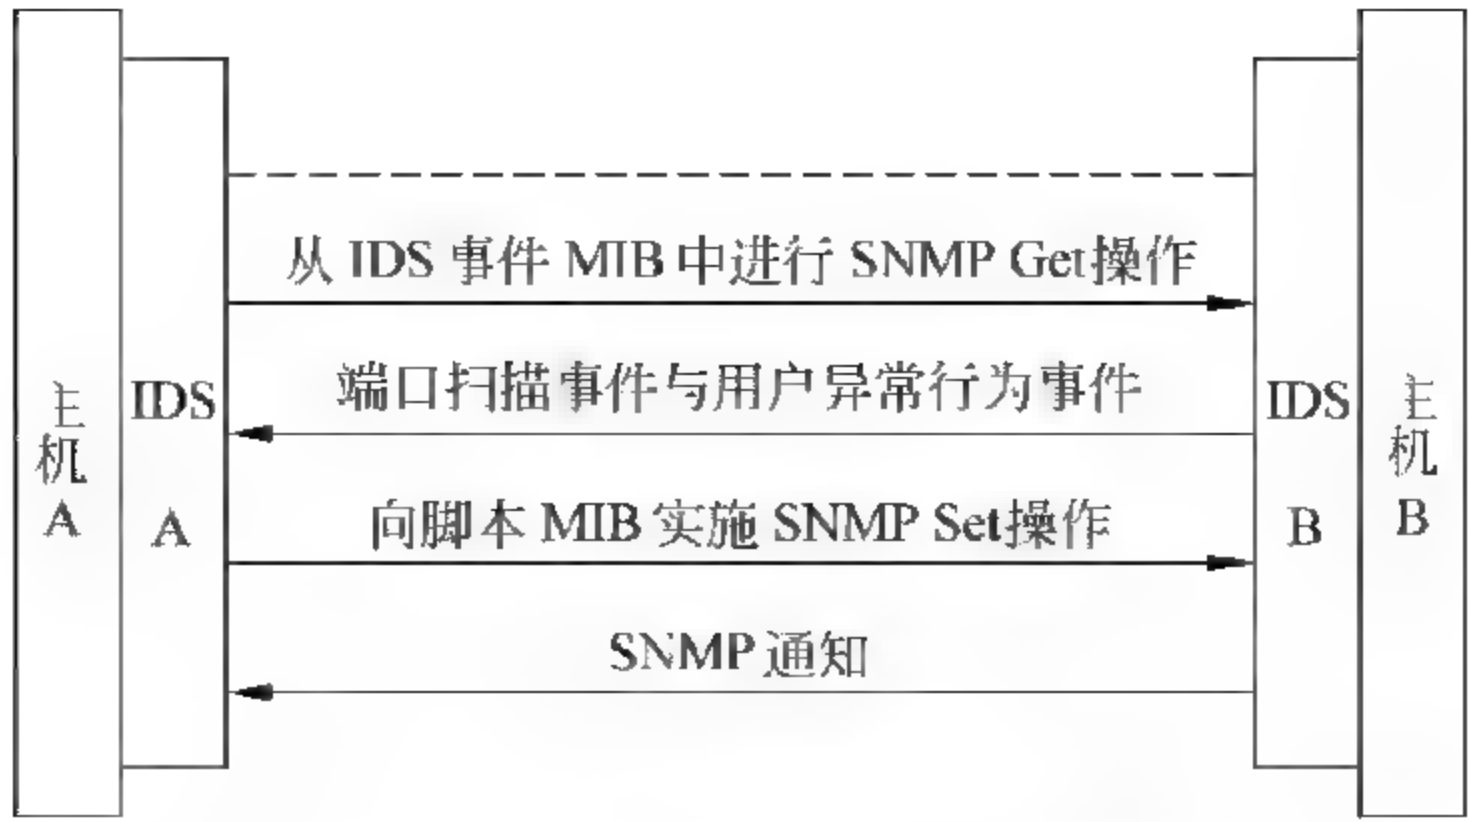 从 IDS 事件 MIB 中进行 SNMP Get操作
端口扫描事件与用户异常行为事件
主机A
IDS A
IDS B
主机B
向脚本 MIB 实施 SNMP Set操作
SNMP 通知